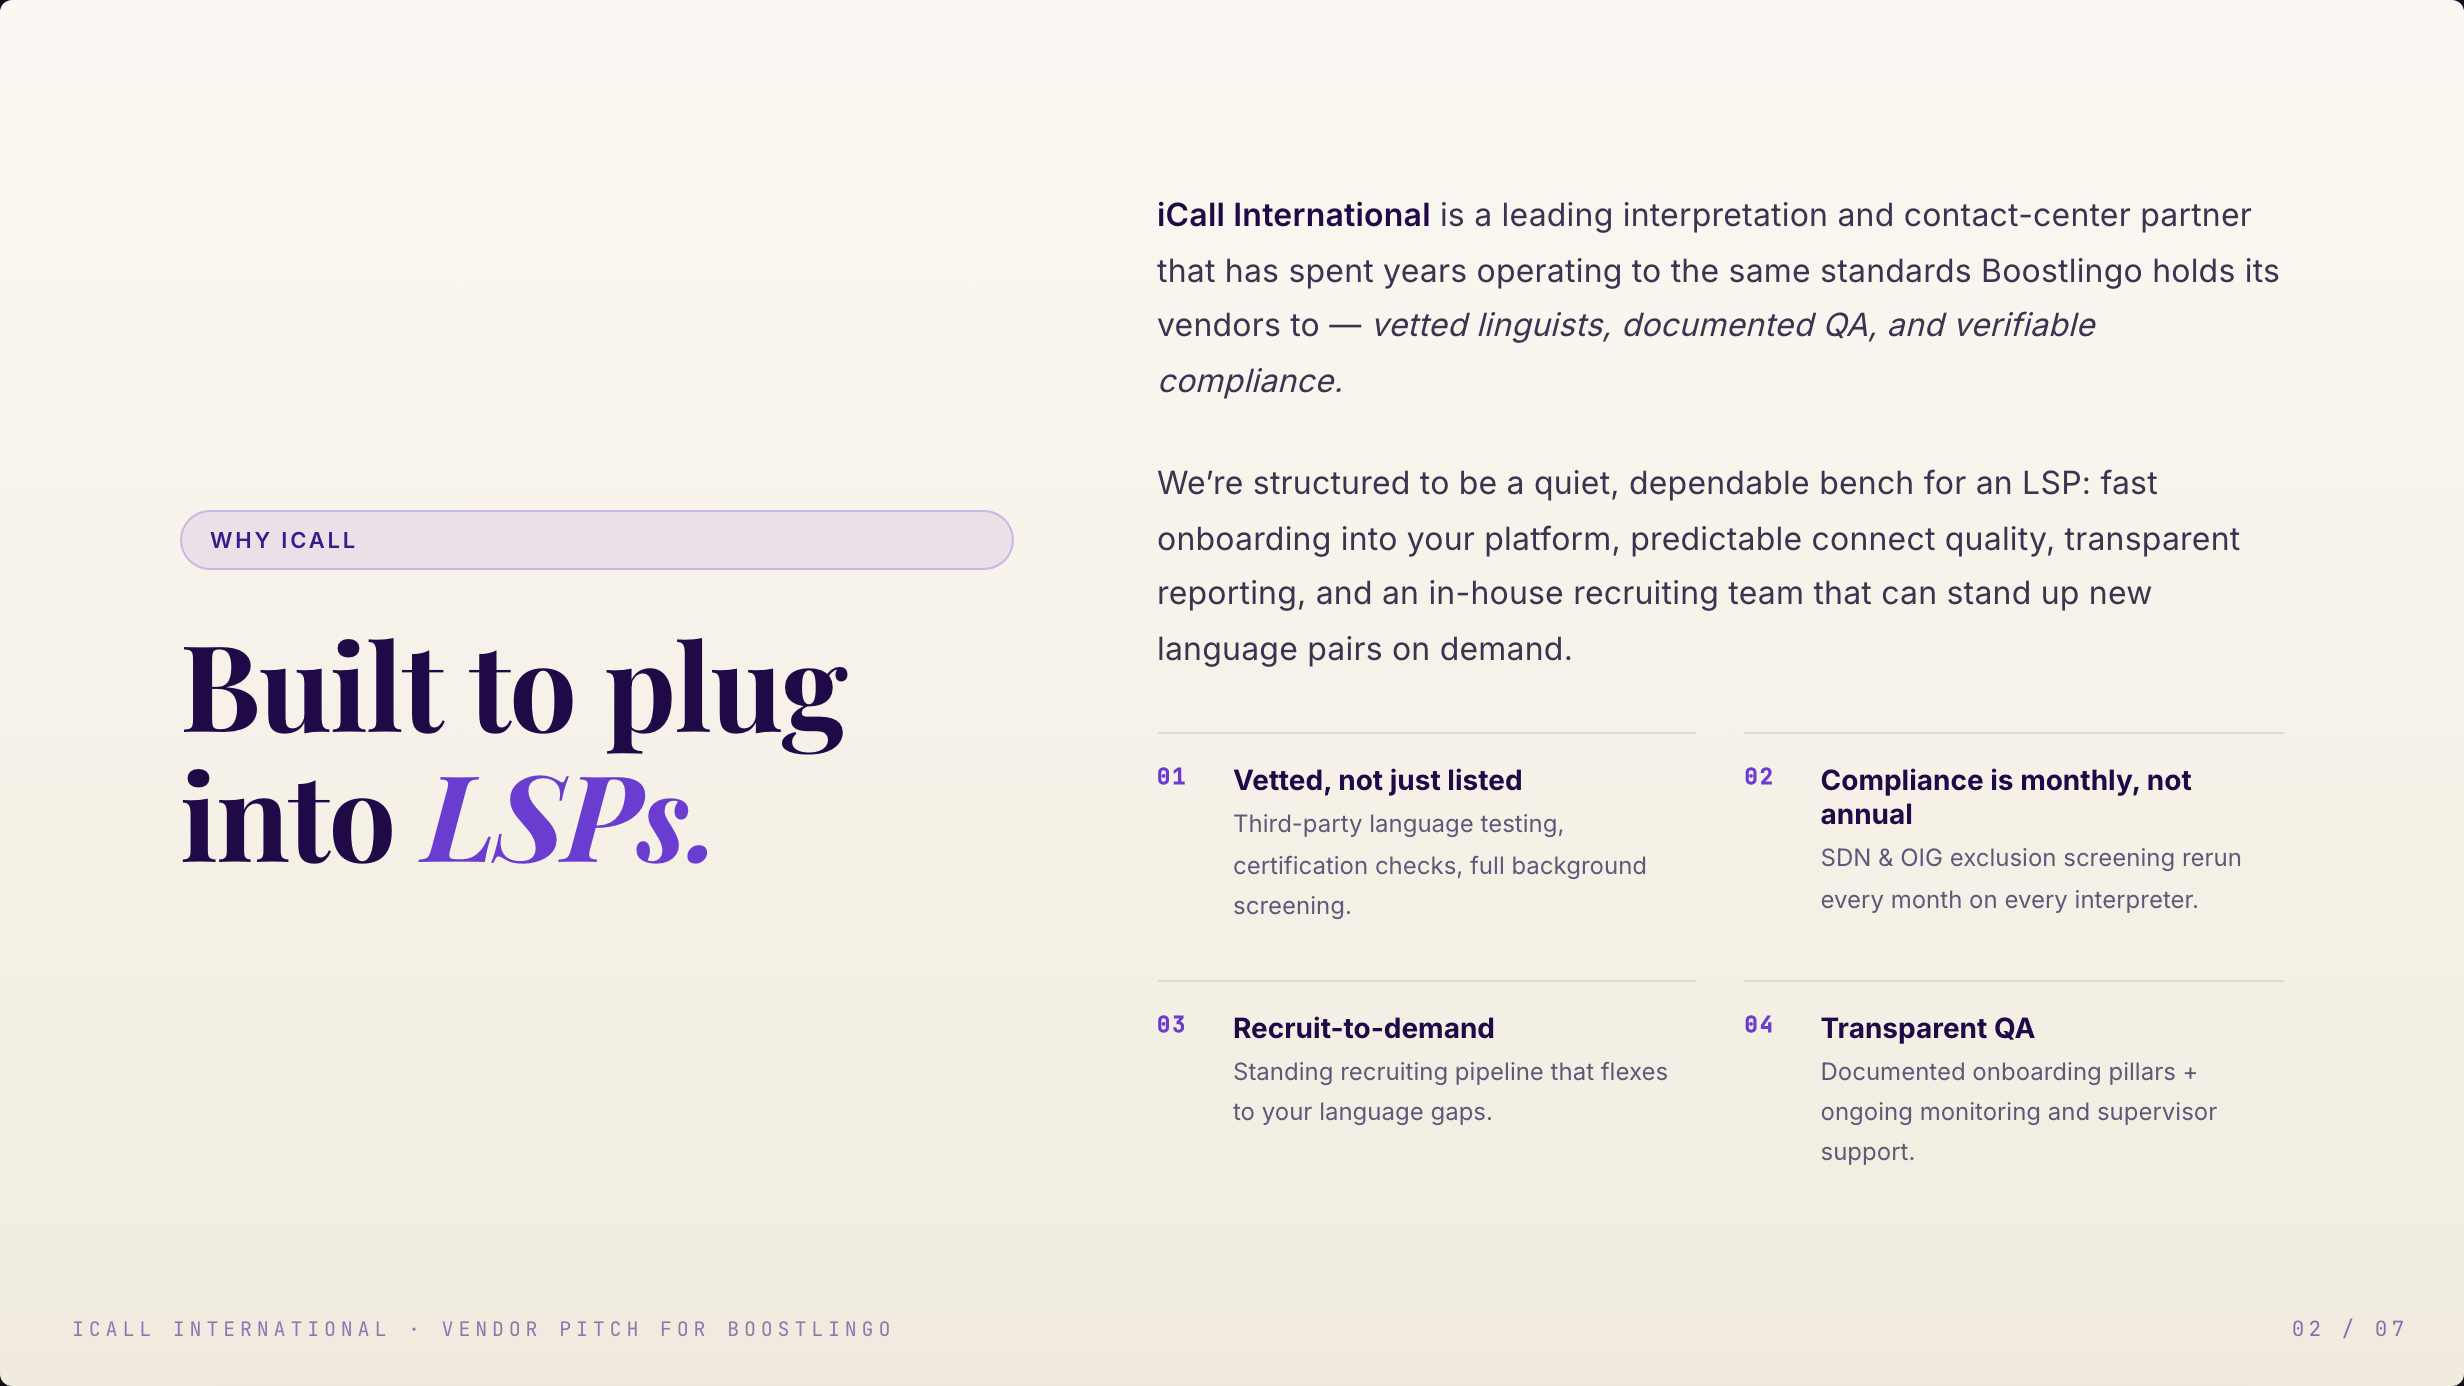 WHY ICALL
Built to plug
into LSPs.
iCall International is a leading interpretation and contact-center partner
that has spent years operating to the same standards Boostlingo holds its
vendors to — vetted linguists, documented QA, and verifiable
compliance.
We’re structured to be a quiet, dependable bench for an LSP: fast
onboarding into your platform, predictable connect quality, transparent
reporting, and an in-house recruiting team that can stand up new
language pairs on demand.
01
Vetted, not just listed
Third-party language testing,
certification checks, full background
screening.
02
Compliance is monthly, not
annual
SDN & OIG exclusion screening rerun
every month on every interpreter.
03
Recruit-to-demand
Standing recruiting pipeline that flexes
to your language gaps.
04
Transparent QA
Documented onboarding pillars +
ongoing monitoring and supervisor
support.
ICALL INTERNATIONAL · VENDOR PITCH FOR BOOSTLINGO
02 / 07